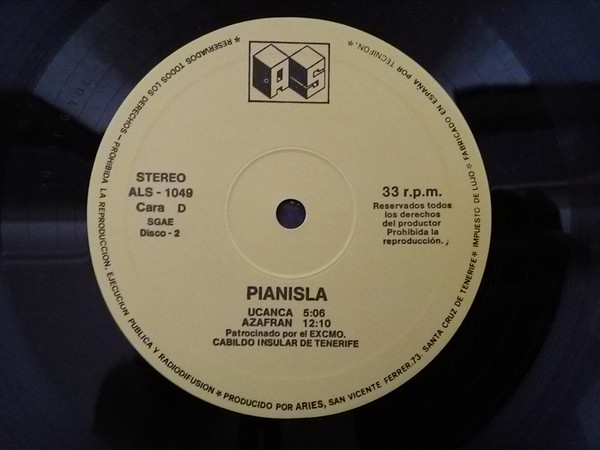 AS
STEREO
ALS - 1049
Cara D
SGAE
Disco - 2
33 r.p.m.
Reservados todos
los derechos
del productor
Prohibida la
reproducción.
PIANISLA
UCANCA 5:06
AZAFRAN 12:10
Patrocinado por el EXCMO.
CABILDO INSULAR DE TENERIFE
* RESERVADOS TODOS LOS DERECHOS - PROHIBIDA LA REPRODUCCION, EJECUCIUN PUBLICA Y RADIODIFUSION * PRODUCIDO POR ARIES, SAN VICENTE FERRER, 73- SANTA CRUZ DE TENERIFE * IMPUESTO DE LUJO * FABRICADO EN ESPAÑA POR TECNIFON. *